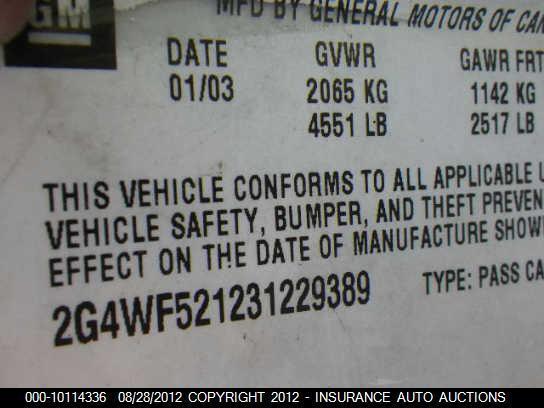 GM
MFD BY GENERAL MOTORS OF CAN
DATE GVWR GAWR FRT
01/03 2065 KG 1142 KG
4551 LB 2517 LB
THIS VEHICLE CONFORMS TO ALL APPLICABLE U
VEHICLE SAFETY, BUMPER, AND THEFT PREVEN
EFFECT ON THE DATE OF MANUFACTURE SHOW
2G4WF521231229389 TYPE: PASS CA
000-10114336 08/28/2012 COPYRIGHT 2012 - INSURANCE AUTO AUCTIONS